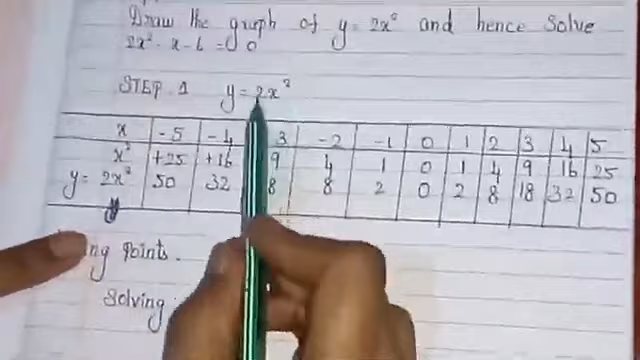 Draw the graph of y = 2x² and hence solve
2x² - x - 6 = 0
STEP 1 y = 2x²
x -5 -4 3 -2 -1 0 1 2 3 4 5
x² +25 +16 9 4 1 0 1 4 9 16 25
y = 2x² 50 32 8 8 2 0 2 8 18 32 50
ng points.
Solving